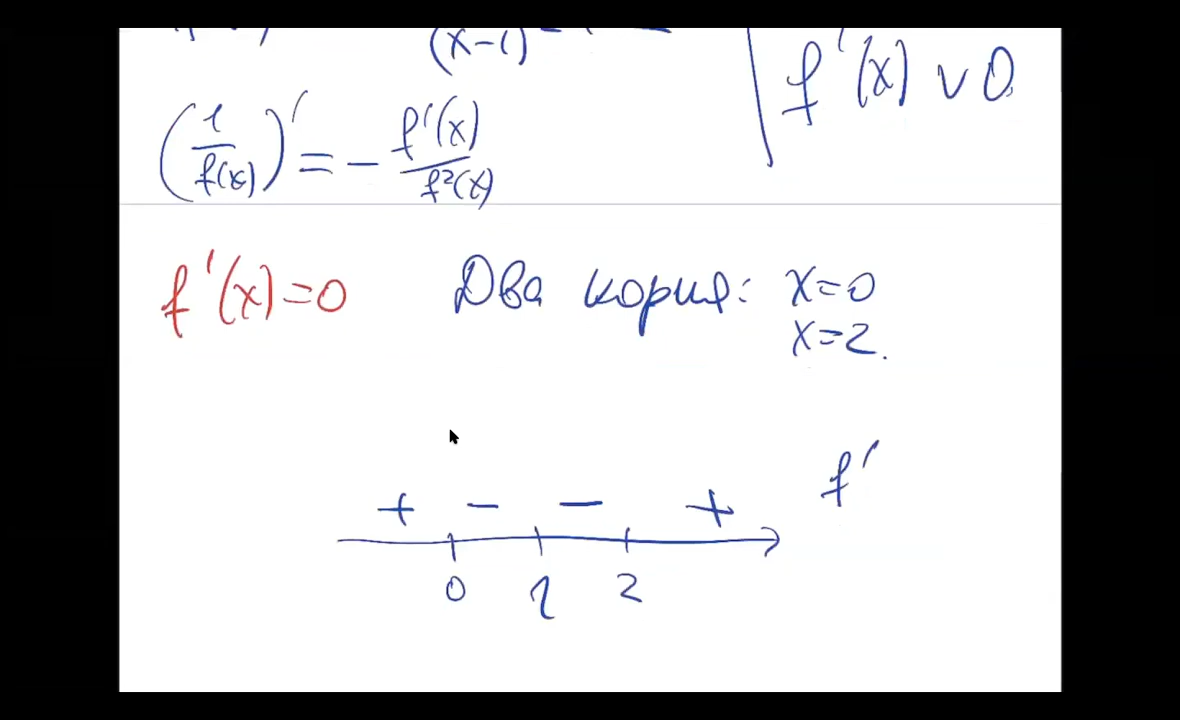 (x-1)
f'(x) ∨ 0
(1/f(x))' = - f'(x)/f²(x)
f'(x)=0 Два корня: x=0
x=2.
f'
+ - - +
0 1 2